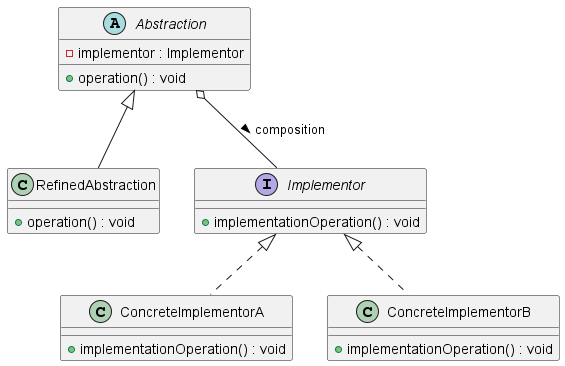 A Abstraction
implementor : Implementor
operation() : void
composition
C RefinedAbstraction
operation() : void
I Implementor
implementationOperation() : void
C ConcreteImplementorA
implementationOperation() : void
C ConcreteImplementorB
implementationOperation() : void